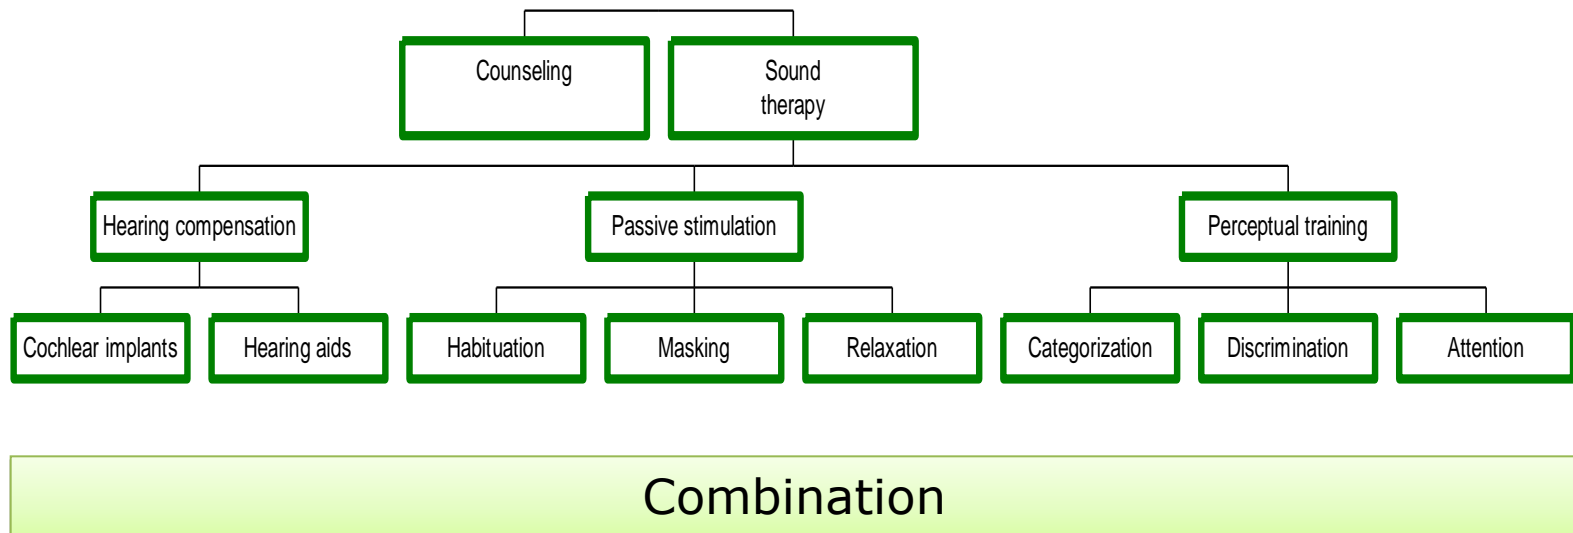 Counseling
Sound
therapy
Hearing compensation
Passive stimulation
Perceptual training
Cochlear implants
Hearing aids
Habituation
Masking
Relaxation
Categorization
Discrimination
Attention
Combination